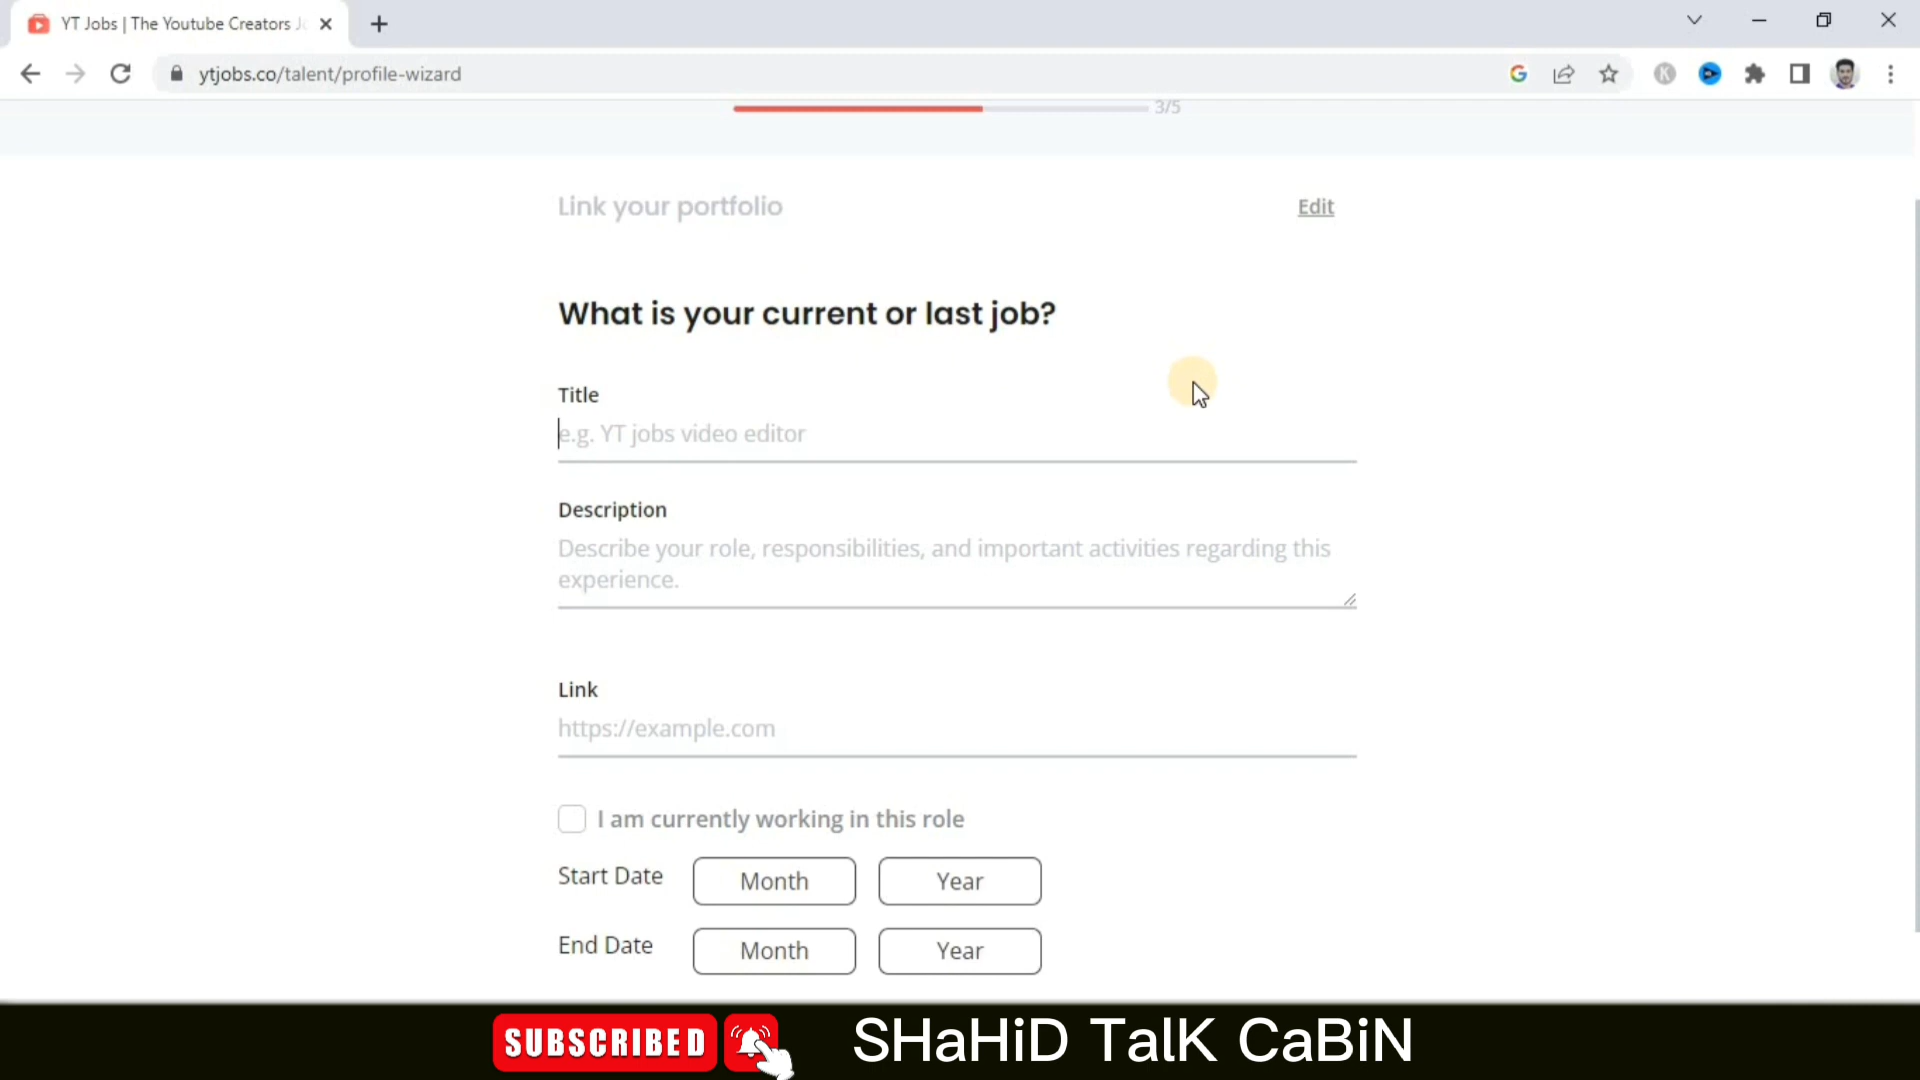 YT Jobs | The Youtube Creators Jo
ytjobs.co/talent/profile-wizard
3/5
Link your portfolio
Edit
What is your current or last job?
Title
e.g. YT jobs video editor
Description
Describe your role, responsibilities, and important activities regarding this
experience.
Link
https://example.com
I am currently working in this role
Start Date Month Year
End Date Month Year
SUBSCRIBED SHaHiD TalK CaBiN